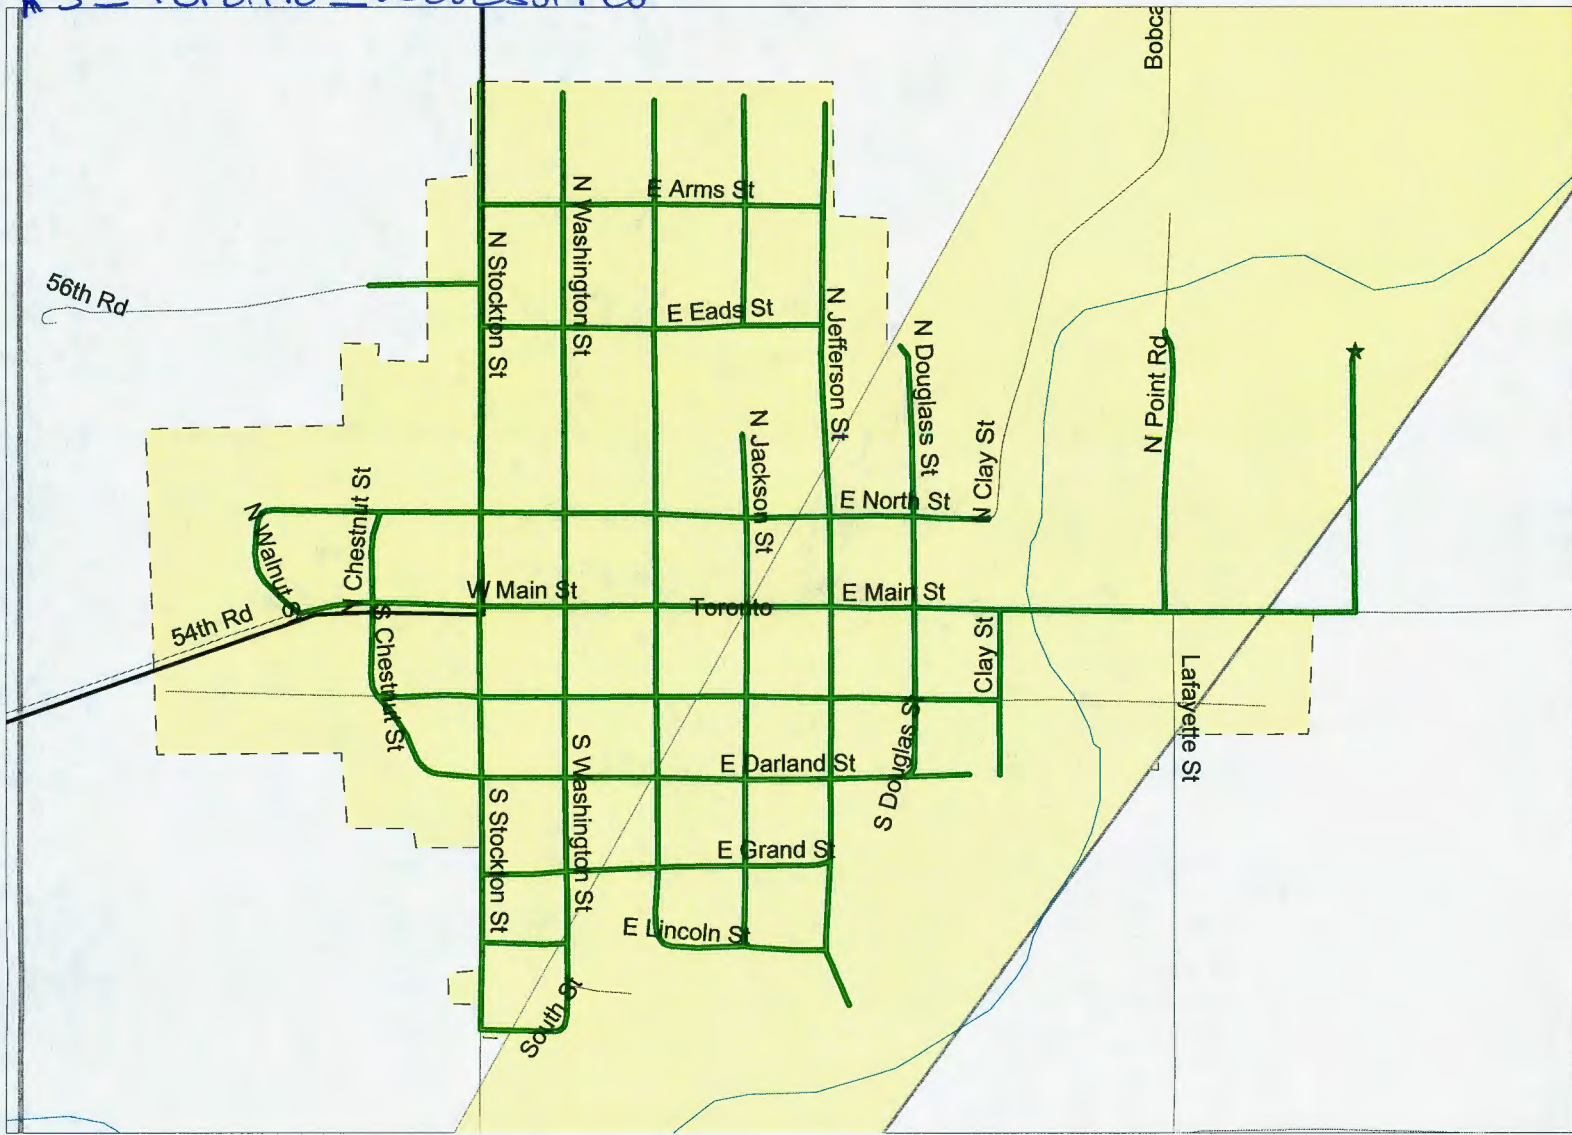 Bobca
E Arms St
N Washington St
N Stockton St
56th Rd
E Eads St
N Jefferson St
N Douglass St
N Point Rd
N Jackson St
N Clay St
E North St
N Chestnut St
N Walnut S
W Main St
Toronto
E Main St
54th Rd
S Chestnut St
Clay St
Lafayette St
S Douglas St
E Darland St
S Washington St
S Stockton St
E Grand St
E Lincoln St
South St